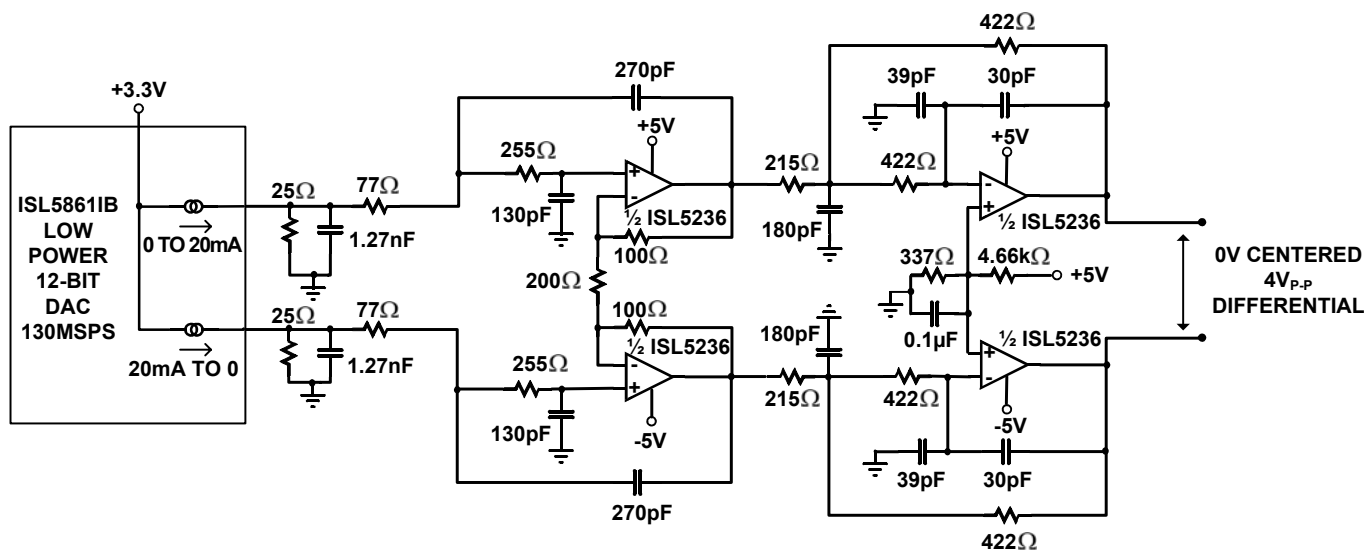 422Ω
270pF
39pF
30pF
+3.3V
+5V
+5V
255Ω
215Ω
422Ω
25Ω
77Ω
ISL5861IB
LOW
POWER
12-BIT
DAC
130MSPS
0 TO 20mA
1.27nF
130pF
½ ISL5236
100Ω
180pF
½ ISL5236
337Ω
4.66kΩ
+5V
0V CENTERED
4VP-P
DIFFERENTIAL
200Ω
25Ω
77Ω
100Ω
½ ISL5236
180pF
0.1µF
½ ISL5236
20mA TO 0
1.27nF
255Ω
215Ω
422Ω
130pF
-5V
-5V
39pF
30pF
270pF
422Ω